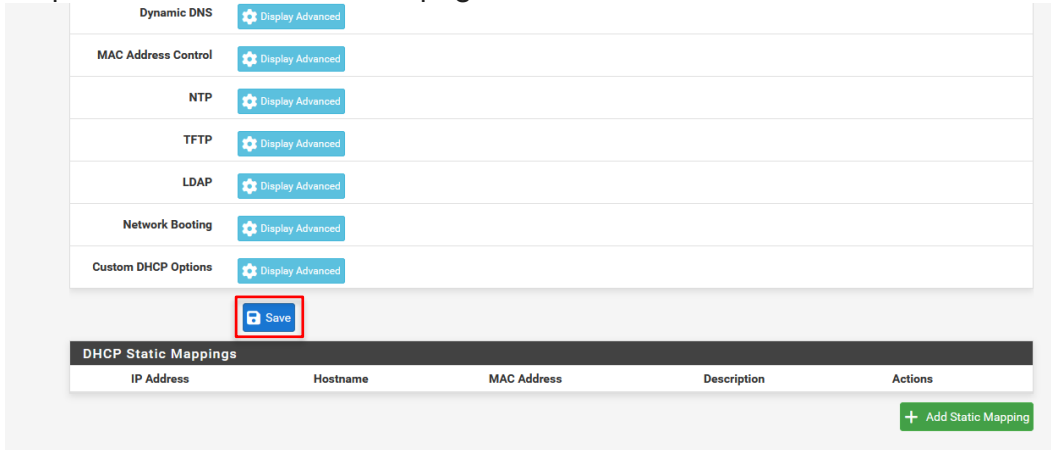 Dynamic DNS Display Advanced
MAC Address Control Display Advanced
NTP Display Advanced
TFTP Display Advanced
LDAP Display Advanced
Network Booting Display Advanced
Custom DHCP Options Display Advanced
Save
DHCP Static Mappings
IP Address Hostname MAC Address Description Actions
+ Add Static Mapping